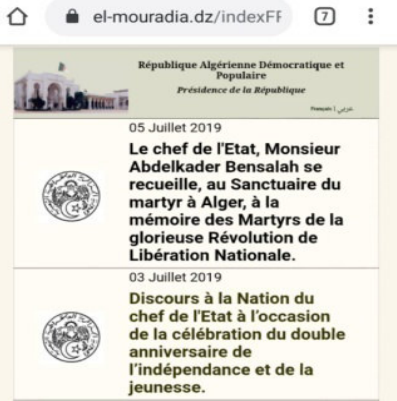 el-mouradia.dz/indexFF
7
République Algérienne Démocratique et
Populaire
Présidence de la République
Français | عربي
05 Juillet 2019
Le chef de l'Etat, Monsieur
Abdelkader Bensalah se
recueille, au Sanctuaire du
martyr à Alger, à la
mémoire des Martyrs de la
glorieuse Révolution de
Libération Nationale.
03 Juillet 2019
Discours à la Nation du
chef de l'Etat à l’occasion
de la célébration du double
anniversaire de
l’indépendance et de la
jeunesse.